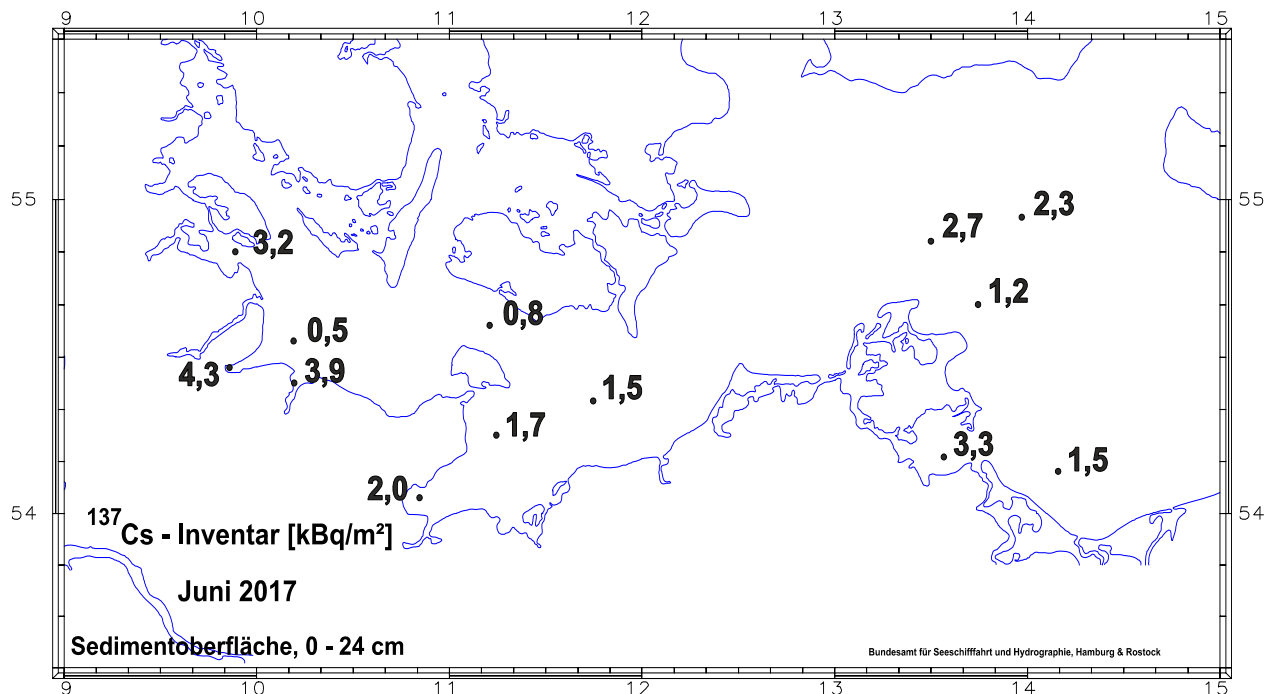 9 10 11 12 13 14 15
55 55
2,3
2,7
3,2
1,2
0,8
0,5
4,3
3,9
1,5
1,7
3,3
1,5
2,0
54 54
137Cs - Inventar [kBq/m²]
Juni 2017
Sedimentoberfläche, 0 - 24 cm
Bundesamt für Seeschifffahrt und Hydrographie, Hamburg & Rostock
9 10 11 12 13 14 15